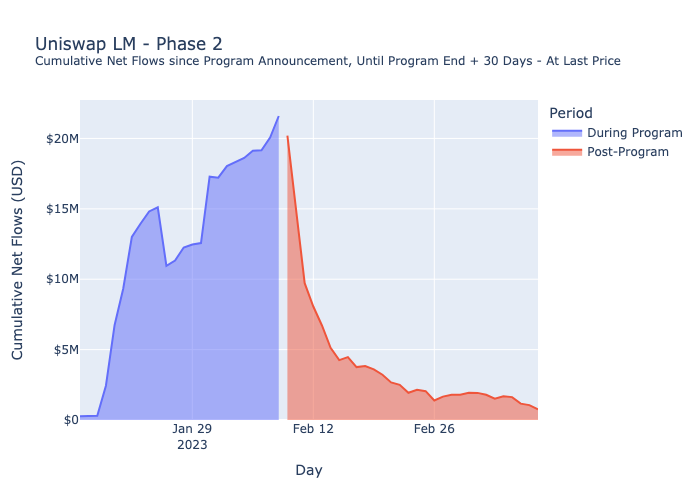 Uniswap LM - Phase 2
Cumulative Net Flows since Program Announcement, Until Program End + 30 Days - At Last Price
Period
During Program
Post-Program
Cumulative Net Flows (USD)
$20M
$15M
$10M
$5M
$0
Jan 29
2023
Feb 12
Feb 26
Day